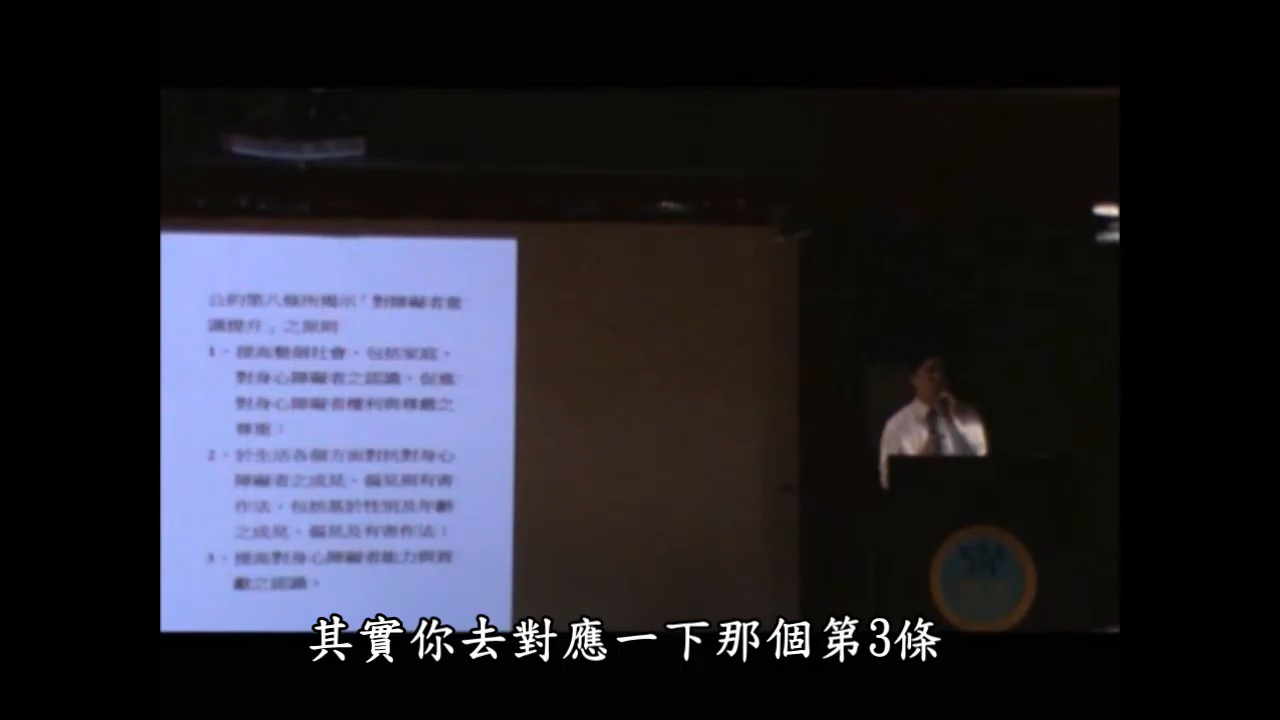 公約第八條所揭示「對障礙者意
識提升」之原則
1、提高整個社會，包括家庭，
對身心障礙者之認識，促進
對身心障礙者權利與尊嚴之
尊重；
2、於生活各個方面對抗對身心
障礙者之成見、偏見與有害
作法，包括基於性別及年齡
之成見、偏見及有害作法；
3、提高對身心障礙者能力與貢
獻之認識。
其實你去對應一下那個第3條